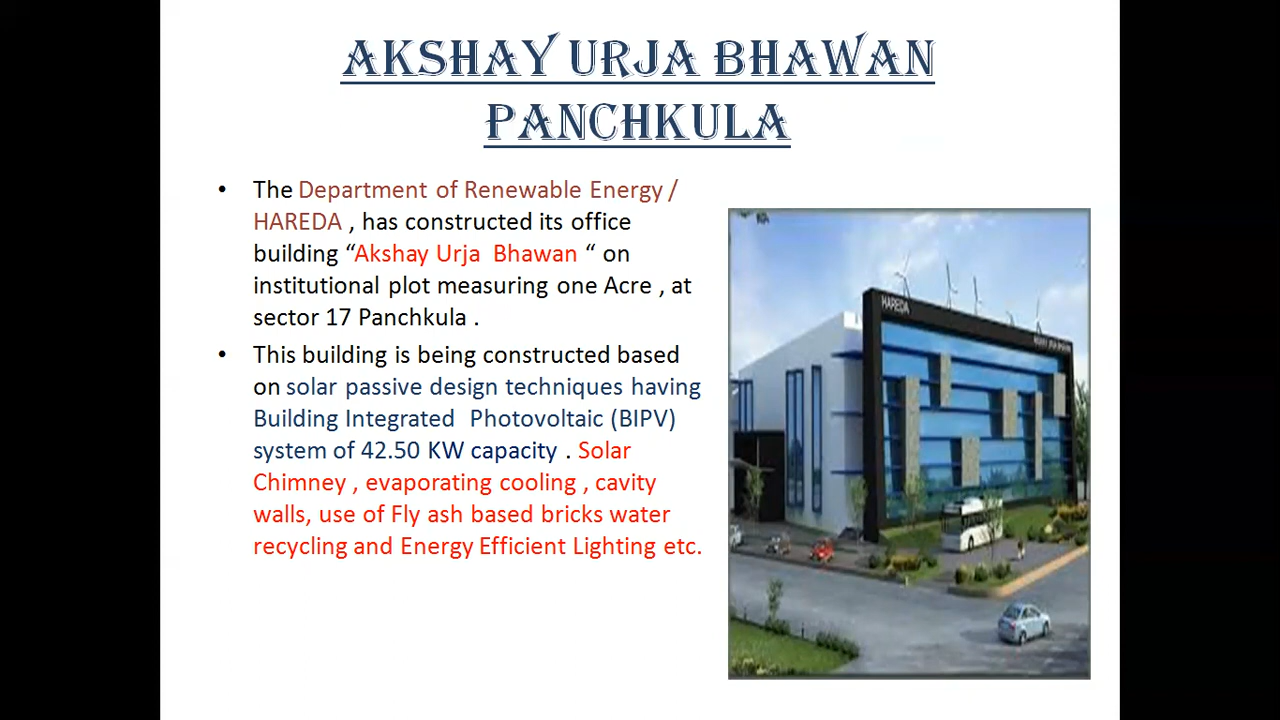 AKSHAY URJA BHAWAN
PANCHKULA
• The Department of Renewable Energy /
HAREDA , has constructed its office
building “Akshay Urja Bhawan “ on
institutional plot measuring one Acre , at
sector 17 Panchkula .
• This building is being constructed based
on solar passive design techniques having
Building Integrated Photovoltaic (BIPV)
system of 42.50 KW capacity . Solar
Chimney , evaporating cooling , cavity
walls, use of Fly ash based bricks water
recycling and Energy Efficient Lighting etc.
HAREDA